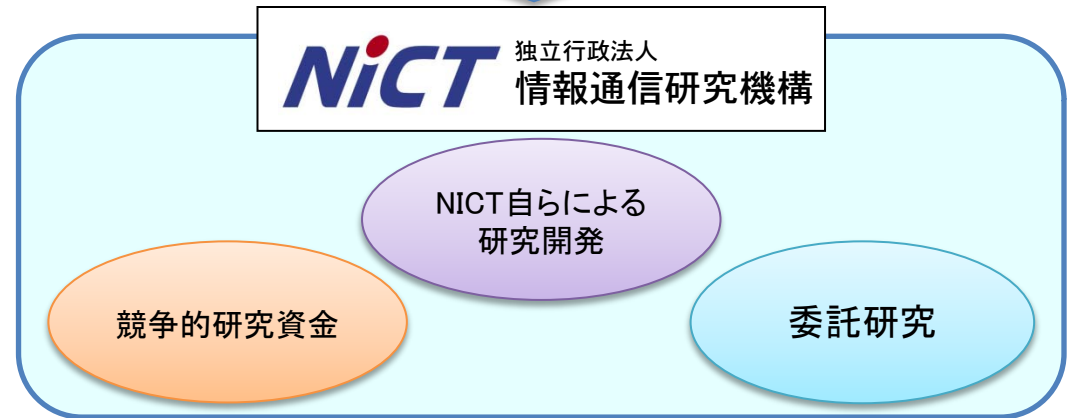 NiCT
独立行政法人
情報通信研究機構
NICT自らによる
研究開発
競争的研究資金
委託研究